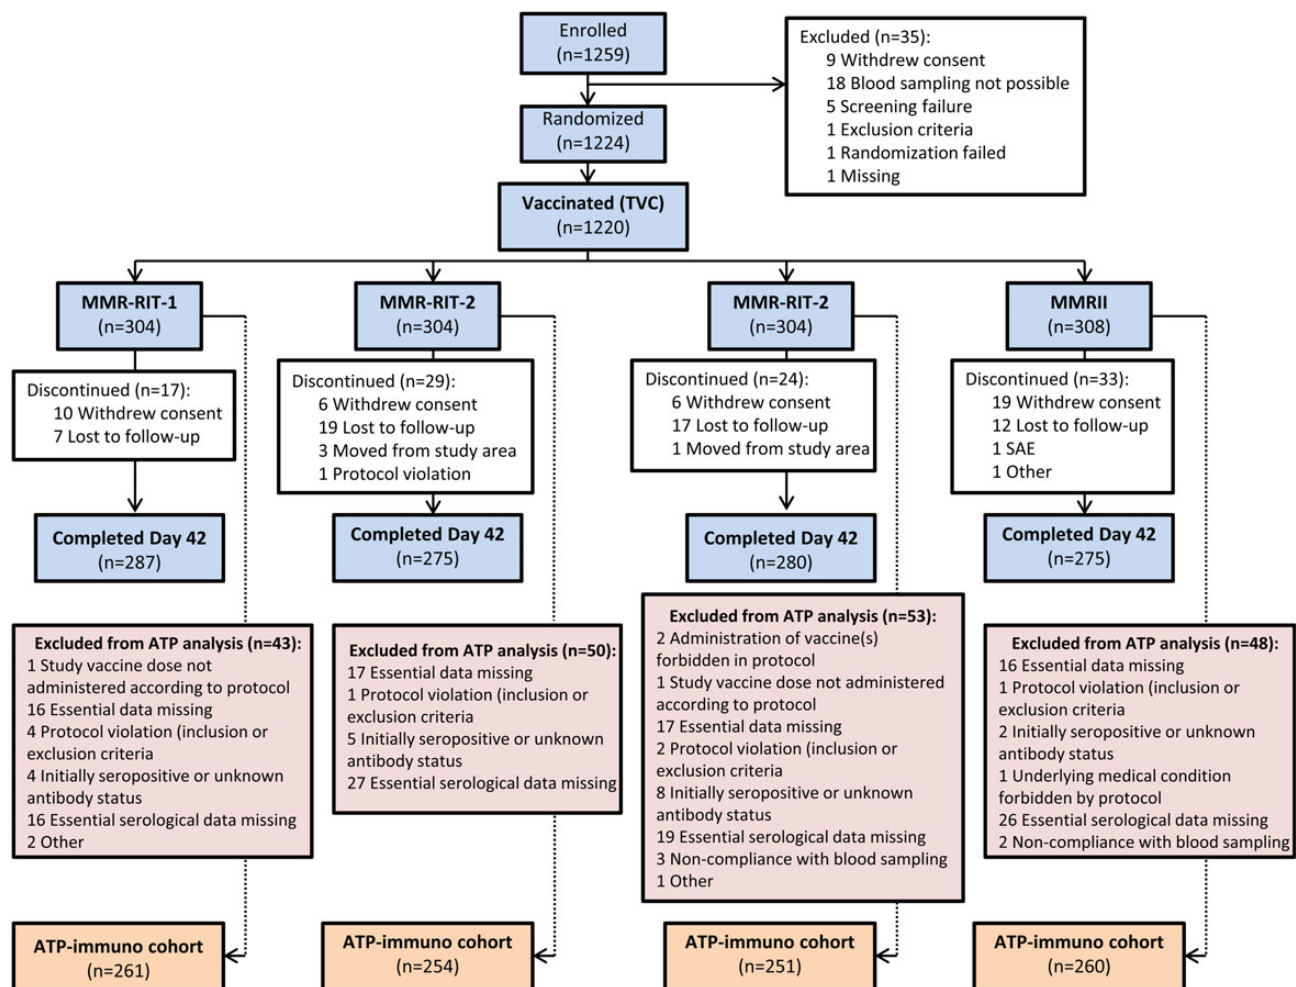 Enrolled
(n=1259)
Excluded (n=35):
9 Withdrew consent
18 Blood sampling not possible
5 Screening failure
1 Exclusion criteria
1 Randomization failed
1 Missing
Randomized
(n=1224)
Vaccinated (TVC)
(n=1220)
MMR-RIT-1
(n=304)
MMR-RIT-2
(n=304)
MMR-RIT-2
(n=304)
MMRII
(n=308)
Discontinued (n=17):
10 Withdrew consent
7 Lost to follow-up
Discontinued (n=29):
6 Withdrew consent
19 Lost to follow-up
3 Moved from study area
1 Protocol violation
Discontinued (n=24):
6 Withdrew consent
17 Lost to follow-up
1 Moved from study area
Discontinued (n=33):
19 Withdrew consent
12 Lost to follow-up
1 SAE
1 Other
Completed Day 42
(n=287)
Completed Day 42
(n=275)
Completed Day 42
(n=280)
Completed Day 42
(n=275)
Excluded from ATP analysis (n=43):
1 Study vaccine dose not
administered according to protocol
16 Essential data missing
4 Protocol violation (inclusion or
exclusion criteria
4 Initially seropositive or unknown
antibody status
16 Essential serological data missing
2 Other
Excluded from ATP analysis (n=50):
17 Essential data missing
1 Protocol violation (inclusion or
exclusion criteria
5 Initially seropositive or unknown
antibody status
27 Essential serological data missing
Excluded from ATP analysis (n=53):
2 Administration of vaccine(s)
forbidden in protocol
1 Study vaccine dose not administered
according to protocol
17 Essential data missing
2 Protocol violation (inclusion or
exclusion criteria
8 Initially seropositive or unknown
antibody status
19 Essential serological data missing
3 Non-compliance with blood sampling
1 Other
Excluded from ATP analysis (n=48):
16 Essential data missing
1 Protocol violation (inclusion or
exclusion criteria
2 Initially seropositive or unknown
antibody status
1 Underlying medical condition
forbidden by protocol
26 Essential serological data missing
2 Non-compliance with blood sampling
ATP-immuno cohort
(n=261)
ATP-immuno cohort
(n=254)
ATP-immuno cohort
(n=251)
ATP-immuno cohort
(n=260)